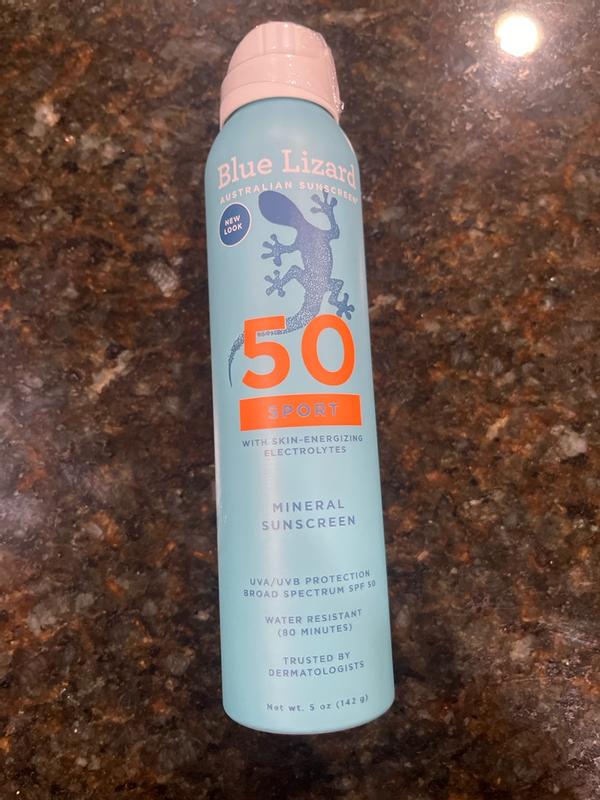 Blue Lizard
AUSTRALIAN SUNSCREEN
NEW
LOOK
50
SPORT
WITH SKIN-ENERGIZING
ELECTROLYTES
MINERAL
SUNSCREEN
UVA/UVB PROTECTION
BROAD SPECTRUM SPF 50
WATER RESISTANT
(80 MINUTES)
TRUSTED BY
DERMATOLOGISTS
Net wt. 5 oz (142 g)